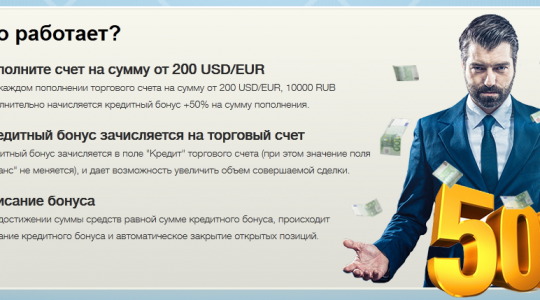 о работает?
полните счет на сумму от 200 USD/EUR
каждом пополнении торгового счета на сумму от 200 USD/EUR, 10000 RUB
лнительно начисляется кредитный бонус +50% на сумму пополнения.
едитный бонус зачисляется на торговый счет
итный бонус зачисляется в поле "Кредит" торгового счета (при этом значение поля
анс" не меняется), и дает возможность увеличить объем совершаемой сделки.
исание бонуса
достижении суммы средств равной сумме кредитного бонуса, происходит
ание кредитного бонуса и автоматическое закрытие открытых позиций.
50